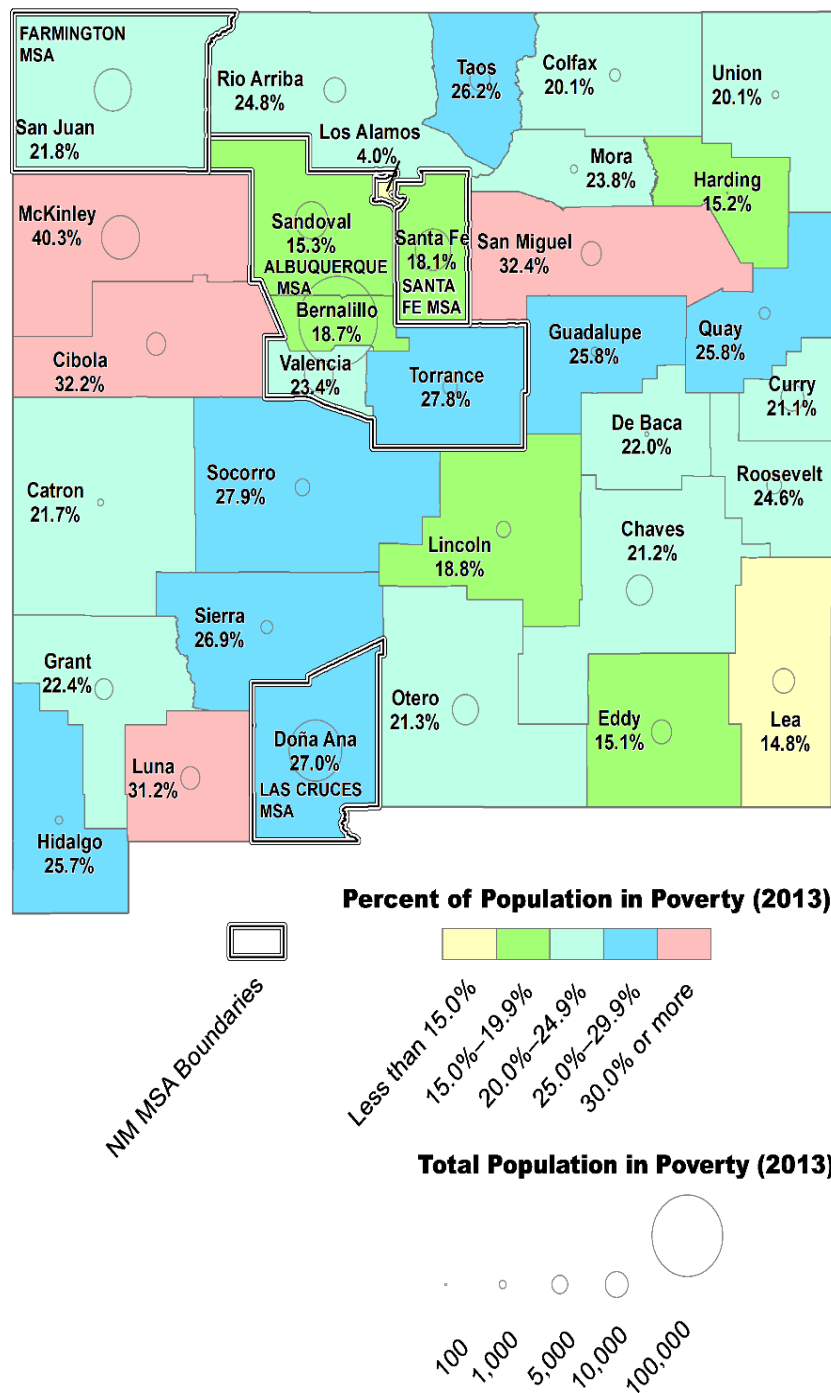 FARMINGTON
MSA
San Juan
21.8%
Rio Arriba
24.8%
Taos
26.2%
Colfax
20.1%
Union
20.1%
Los Alamos
4.0%
Mora
23.8%
Harding
15.2%
McKinley
40.3%
Sandoval
15.3%
ALBUQUERQUE
MSA
Santa Fe
18.1%
SANTA
FE MSA
San Miguel
32.4%
Bernalillo
18.7%
Cibola
32.2%
Valencia
23.4%
Torrance
27.8%
Guadalupe
25.8%
Quay
25.8%
Curry
21.1%
De Baca
22.0%
Roosevelt
24.6%
Catron
21.7%
Socorro
27.9%
Lincoln
18.8%
Chaves
21.2%
Sierra
26.9%
Grant
22.4%
Luna
31.2%
Doña Ana
27.0%
LAS CRUCES
MSA
Otero
21.3%
Eddy
15.1%
Lea
14.8%
Hidalgo
25.7%
Percent of Population in Poverty (2013)
NM MSA Boundaries
Less than 15.0%
15.0%–19.9%
20.0%–24.9%
25.0%–29.9%
30.0% or more
Total Population in Poverty (2013)
100
1,000
5,000
10,000
100,000